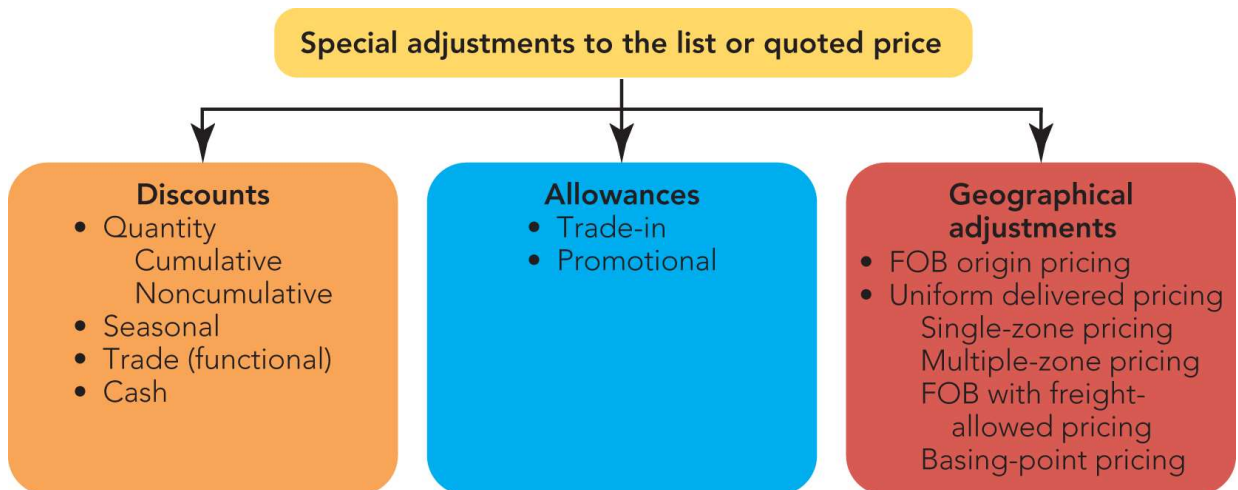 Special adjustments to the list or quoted price
Discounts
• Quantity
Cumulative
Noncumulative
• Seasonal
• Trade (functional)
• Cash
Allowances
• Trade-in
• Promotional
Geographical
adjustments
• FOB origin pricing
• Uniform delivered pricing
Single-zone pricing
Multiple-zone pricing
FOB with freight-
allowed pricing
Basing-point pricing